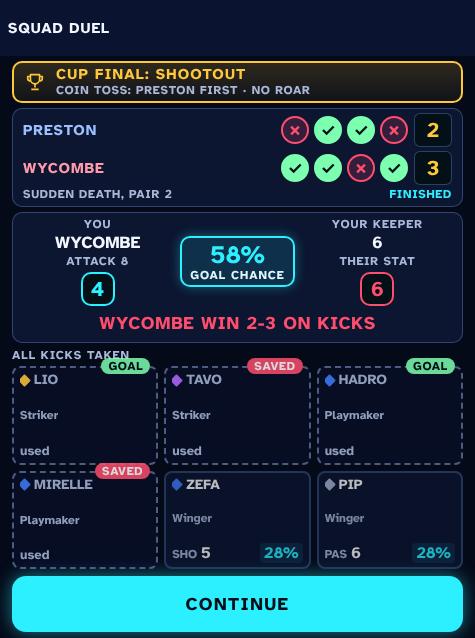 SQUAD DUEL
CUP FINAL: SHOOTOUT
COIN TOSS: PRESTON FIRST · NO ROAR
PRESTON 2
WYCOMBE 3
SUDDEN DEATH, PAIR 2 FINISHED
YOU
WYCOMBE
ATTACK 8
4
58%
GOAL CHANCE
YOUR KEEPER
6
THEIR STAT
6
WYCOMBE WIN 2-3 ON KICKS
ALL KICKS TAKEN
GOAL
LIO
Striker
used
SAVED
TAVO
Striker
used
GOAL
HADRO
Playmaker
used
SAVED
MIRELLE
Playmaker
used
ZEFA
Winger
SHO 5 28%
PIP
Winger
PAS 6 28%
CONTINUE